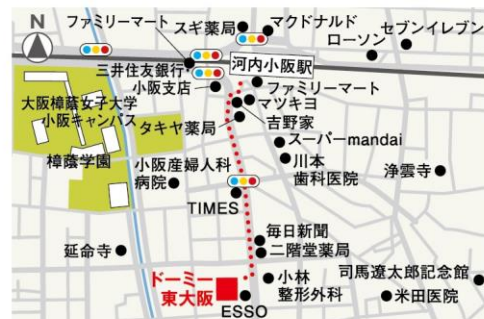 N
ファミリーマート
スギ薬局
マクドナルド
ローソン
セブンイレブン
三井住友銀行
小阪支店
河内小阪駅
ファミリーマート
マツキヨ
吉野家
大阪樟蔭女子大学
小阪キャンパス
タキヤ薬局
樟蔭学園
スーパーmandai
川本
歯科医院
浄雲寺
小阪産婦人科
病院
TIMES
毎日新聞
二階堂薬局
延命寺
ドーミー
東大阪
小林
整形外科
司馬遼太郎記念館
米田医院
ESSO